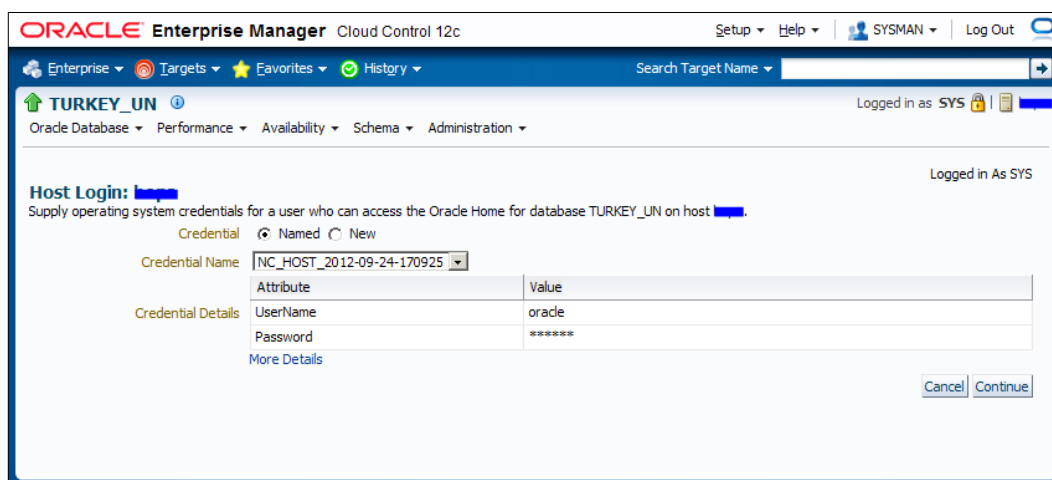 ORACLE Enterprise Manager Cloud Control 12c Setup Help SYSMAN Log Out
Enterprise Targets Favorites History Search Target Name
TURKEY_UN Logged in as SYS
Oracle Database Performance Availability Schema Administration
Logged in As SYS
Host Login:
Supply operating system credentials for a user who can access the Oracle Home for database TURKEY_UN on host .
Credential Named New
Credential Name NC_HOST_2012-09-24-170925
Attribute Value
Credential Details UserName oracle
Password ******
More Details
Cancel Continue